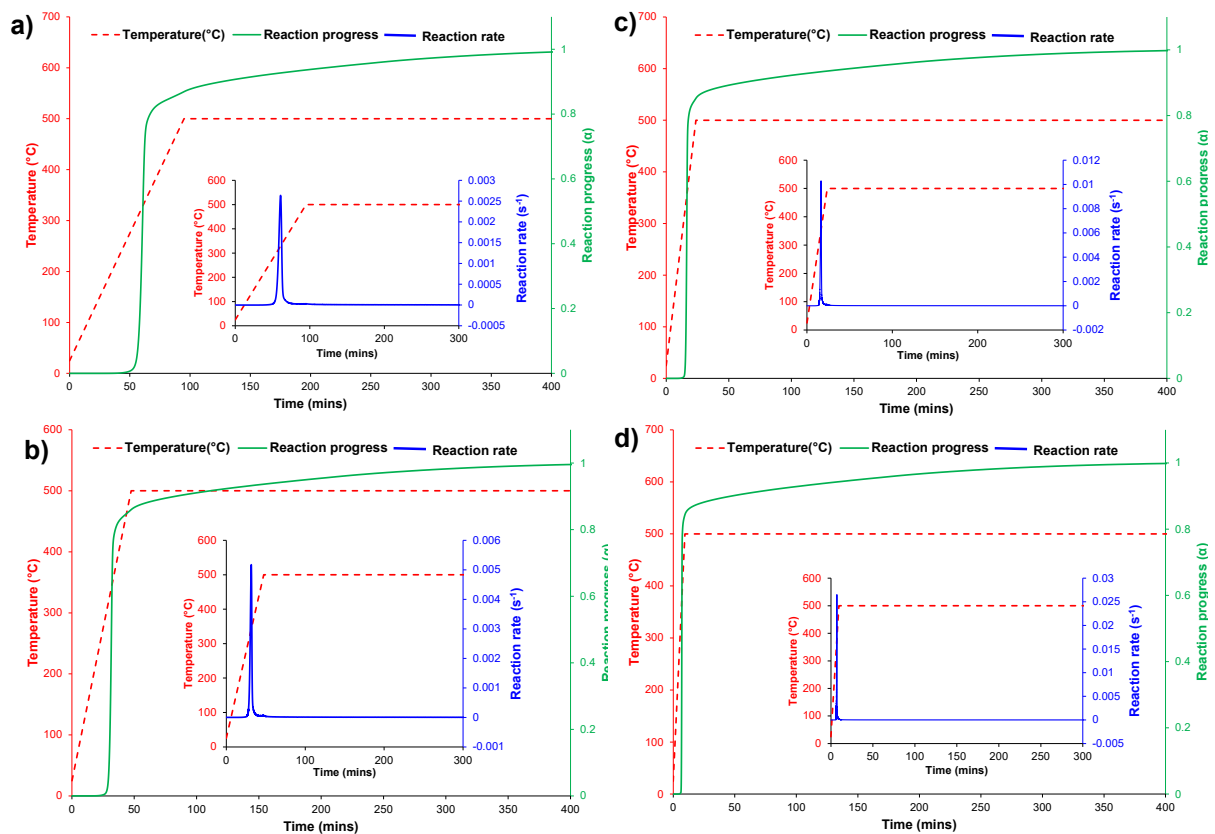 a)
Temperature(°C) Reaction progress Reaction rate
700
600
500
400
300
200
100
0
Temperature (°C)
0 50 100 150 200 250 300 350 400
Time (mins)
1
0.8
0.6
0.4
0.2
0
Reaction progress (α)
600
500
400
300
200
100
0
Temperature (°C)
0 100 200 300
Time (mins)
0.003
0.0025
0.002
0.0015
0.001
0.0005
0
-0.0005
Reaction rate (s-1)
c)
Temperature(°C) Reaction progress Reaction rate
700
600
500
400
300
200
100
0
Temperature (°C)
0 50 100 150 200 250 300 350 400
Time (mins)
1
0.8
0.6
0.4
0.2
0
Reaction progress (α)
600
500
400
300
200
100
0
Temperature (°C)
0 100 200 300
Time (mins)
0.012
0.01
0.008
0.006
0.004
0.002
0
-0.002
Reaction rate (s-1)
b)
Temperature(°C) Reaction progress Reaction rate
600
500
400
300
200
100
0
Temperature (°C)
0 50 100 150 200 250 300 350 400
Time (mins)
1
0.8
0.6
0.4
0.2
0
Reaction progress (α)
600
500
400
300
200
100
0
Temperature (°C)
0 50 100 150 200 250 300
Time (mins)
0.006
0.005
0.004
0.003
0.002
0.001
0
-0.001
Reaction rate (s-1)
d)
Temperature(°C) Reaction progress Reaction rate
700
600
500
400
300
200
100
0
Temperature (°C)
0 50 100 150 200 250 300 350 400
Time (mins)
1
0.8
0.6
0.4
0.2
0
Reaction progress (α)
600
500
400
300
200
100
0
Temperature (°C)
0 50 100 150 200 250 300
Time (mins)
0.03
0.025
0.02
0.015
0.01
0.005
0
-0.005
Reaction rate (s-1)